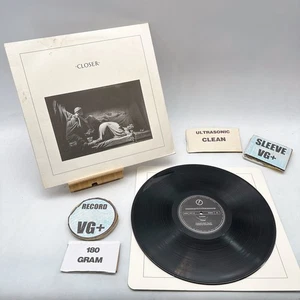 ·CLOSER·
ULTRASONIC
CLEAN
SLEEVE
VG+
RECORD
VG+
180
GRAM